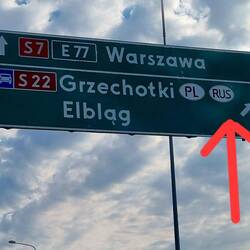 S7 E 77 Warszawa
S22 Grzechotki PL RUS
Elbląg